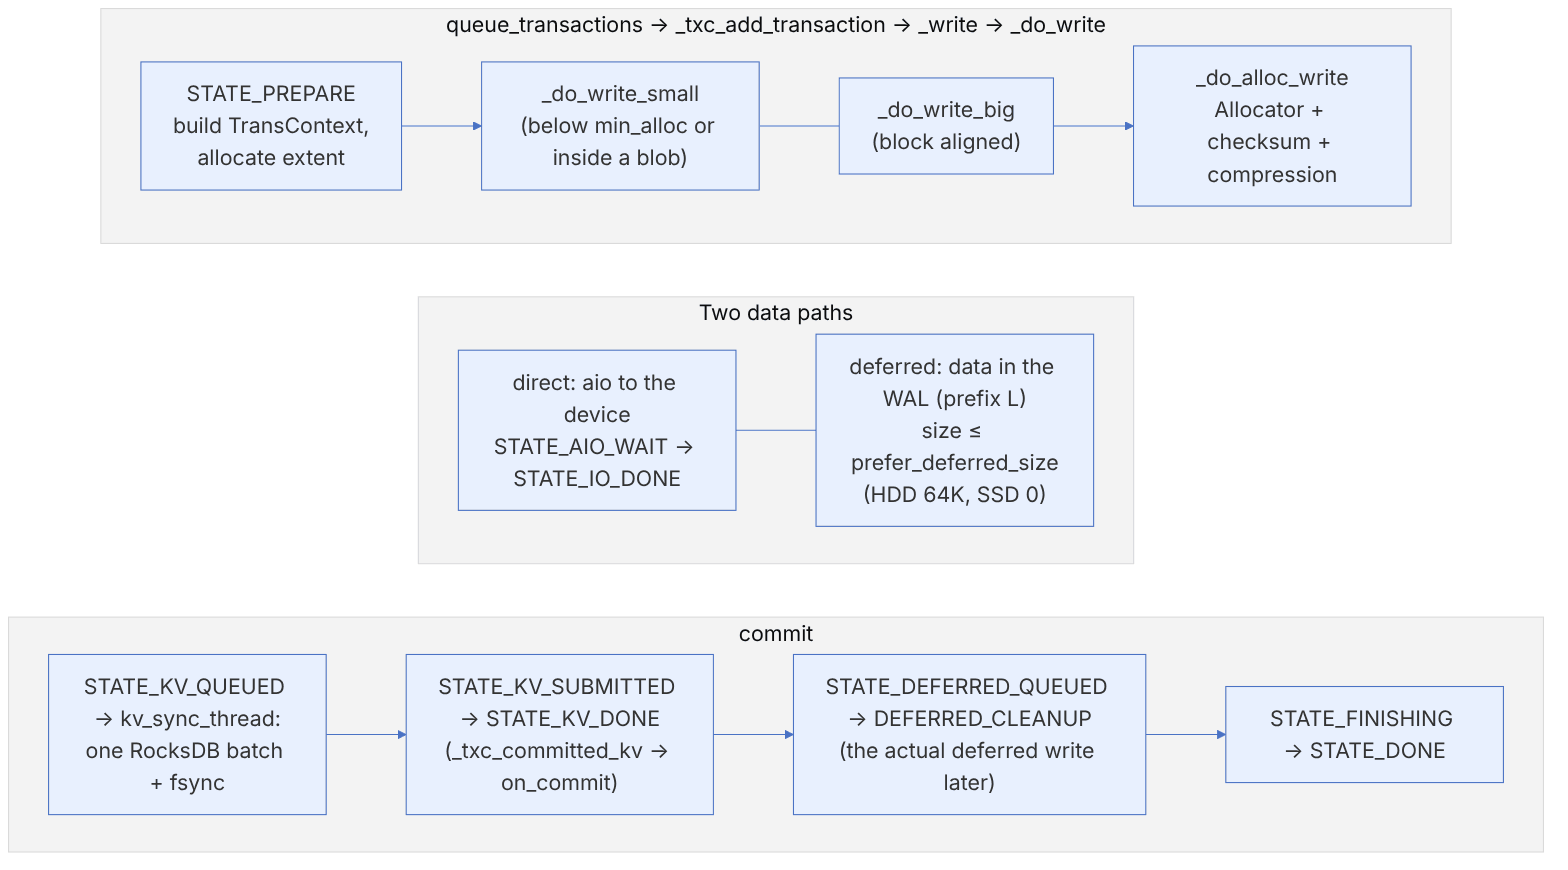 queue_transactions → _txc_add_transaction → _write → _do_write
STATE_PREPARE
build TransContext,
allocate extent
_do_write_small
(below min_alloc or
inside a blob)
_do_write_big
(block aligned)
_do_alloc_write
Allocator +
checksum +
compression
Two data paths
direct: aio to the
device
STATE_AIO_WAIT →
STATE_IO_DONE
deferred: data in the
WAL (prefix L)
size ≤
prefer_deferred_size
(HDD 64K, SSD 0)
commit
STATE_KV_QUEUED
→ kv_sync_thread:
one RocksDB batch
+ fsync
STATE_KV_SUBMITTED
→ STATE_KV_DONE
(_txc_committed_kv →
on_commit)
STATE_DEFERRED_QUEUED
→ DEFERRED_CLEANUP
(the actual deferred write
later)
STATE_FINISHING
→ STATE_DONE